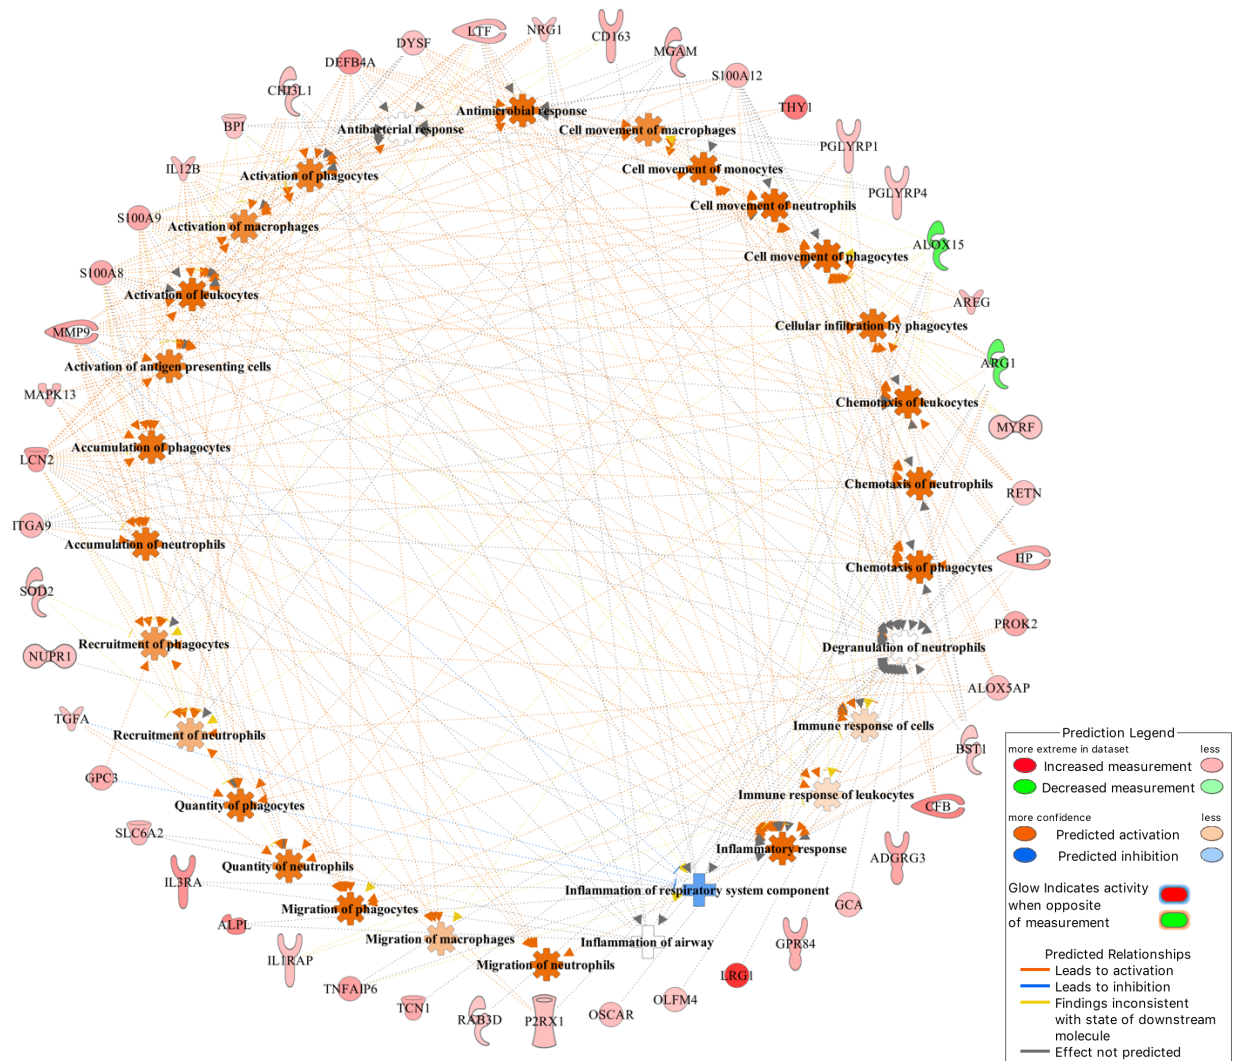 LTF
NRG1
CD163
DYSF
MGAM
DEFB4A
S100A12
CHI3L1
THY1
BPI
Antimicrobial response
Antibacterial response
Cell movement of macrophages
PGLYRP1
IL12B
Activation of phagocytes
Cell movement of monocytes
PGLYRP4
S100A9
Activation of macrophages
Cell movement of neutrophils
ALOX15
S100A8
Activation of leukocytes
Cell movement of phagocytes
AREG
MMP9
Cellular infiltration by phagocytes
Activation of antigen presenting cells
ARG1
MAPK13
Chemotaxis of leukocytes
MYRF
Accumulation of phagocytes
LCN2
Chemotaxis of neutrophils
RETN
ITGA9
Accumulation of neutrophils
HP
Chemotaxis of phagocytes
SOD2
PROK2
Recruitment of phagocytes
Degranulation of neutrophils
NUPR1
ALOX5AP
TGFA
Recruitment of neutrophils
Immune response of cells
BST1
GPC3
Quantity of phagocytes
Immune response of leukocytes
CFB
SLC6A2
Inflammatory response
ADGRG3
Quantity of neutrophils
IL3RA
Inflammation of respiratory system component
GCA
Migration of phagocytes
ALPL
Migration of macrophages
Inflammation of airway
GPR84
IL1RAP
Migration of neutrophils
LRG1
TNFAIP6
OLFM4
TCN1
RAB3D
P2RX1
OSCAR
Prediction Legend
more extreme in dataset less
Increased measurement
Decreased measurement
more confidence less
Predicted activation
Predicted inhibition
Glow Indicates activity
when opposite
of measurement
Predicted Relationships
Leads to activation
Leads to inhibition
Findings inconsistent
with state of downstream
molecule
Effect not predicted